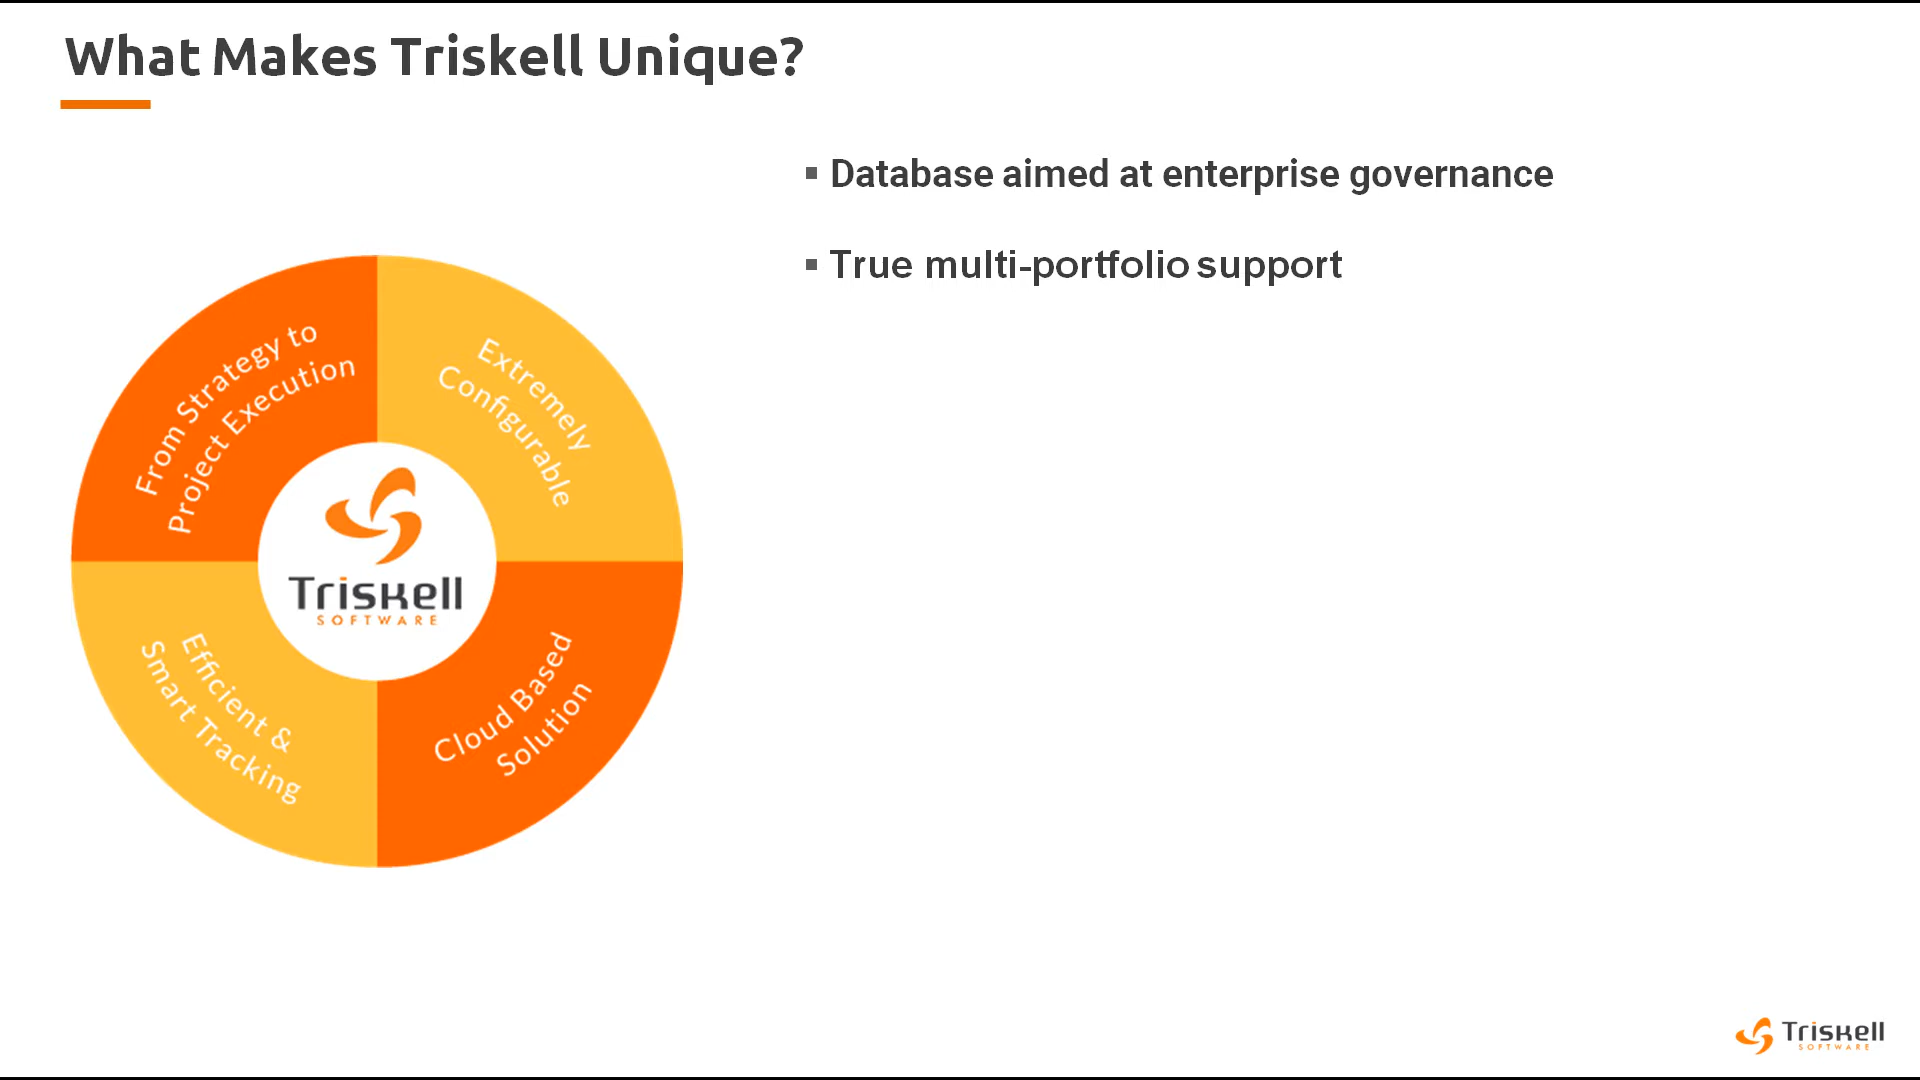 What Makes Triskell Unique?
▪ Database aimed at enterprise governance
▪ True multi-portfolio support
From Strategy to
Project Execution
Extremely
Configurable
Triskell
SOFTWARE
Efficient &
Smart Tracking
Cloud Based
Solution
Triskell
SOFTWARE